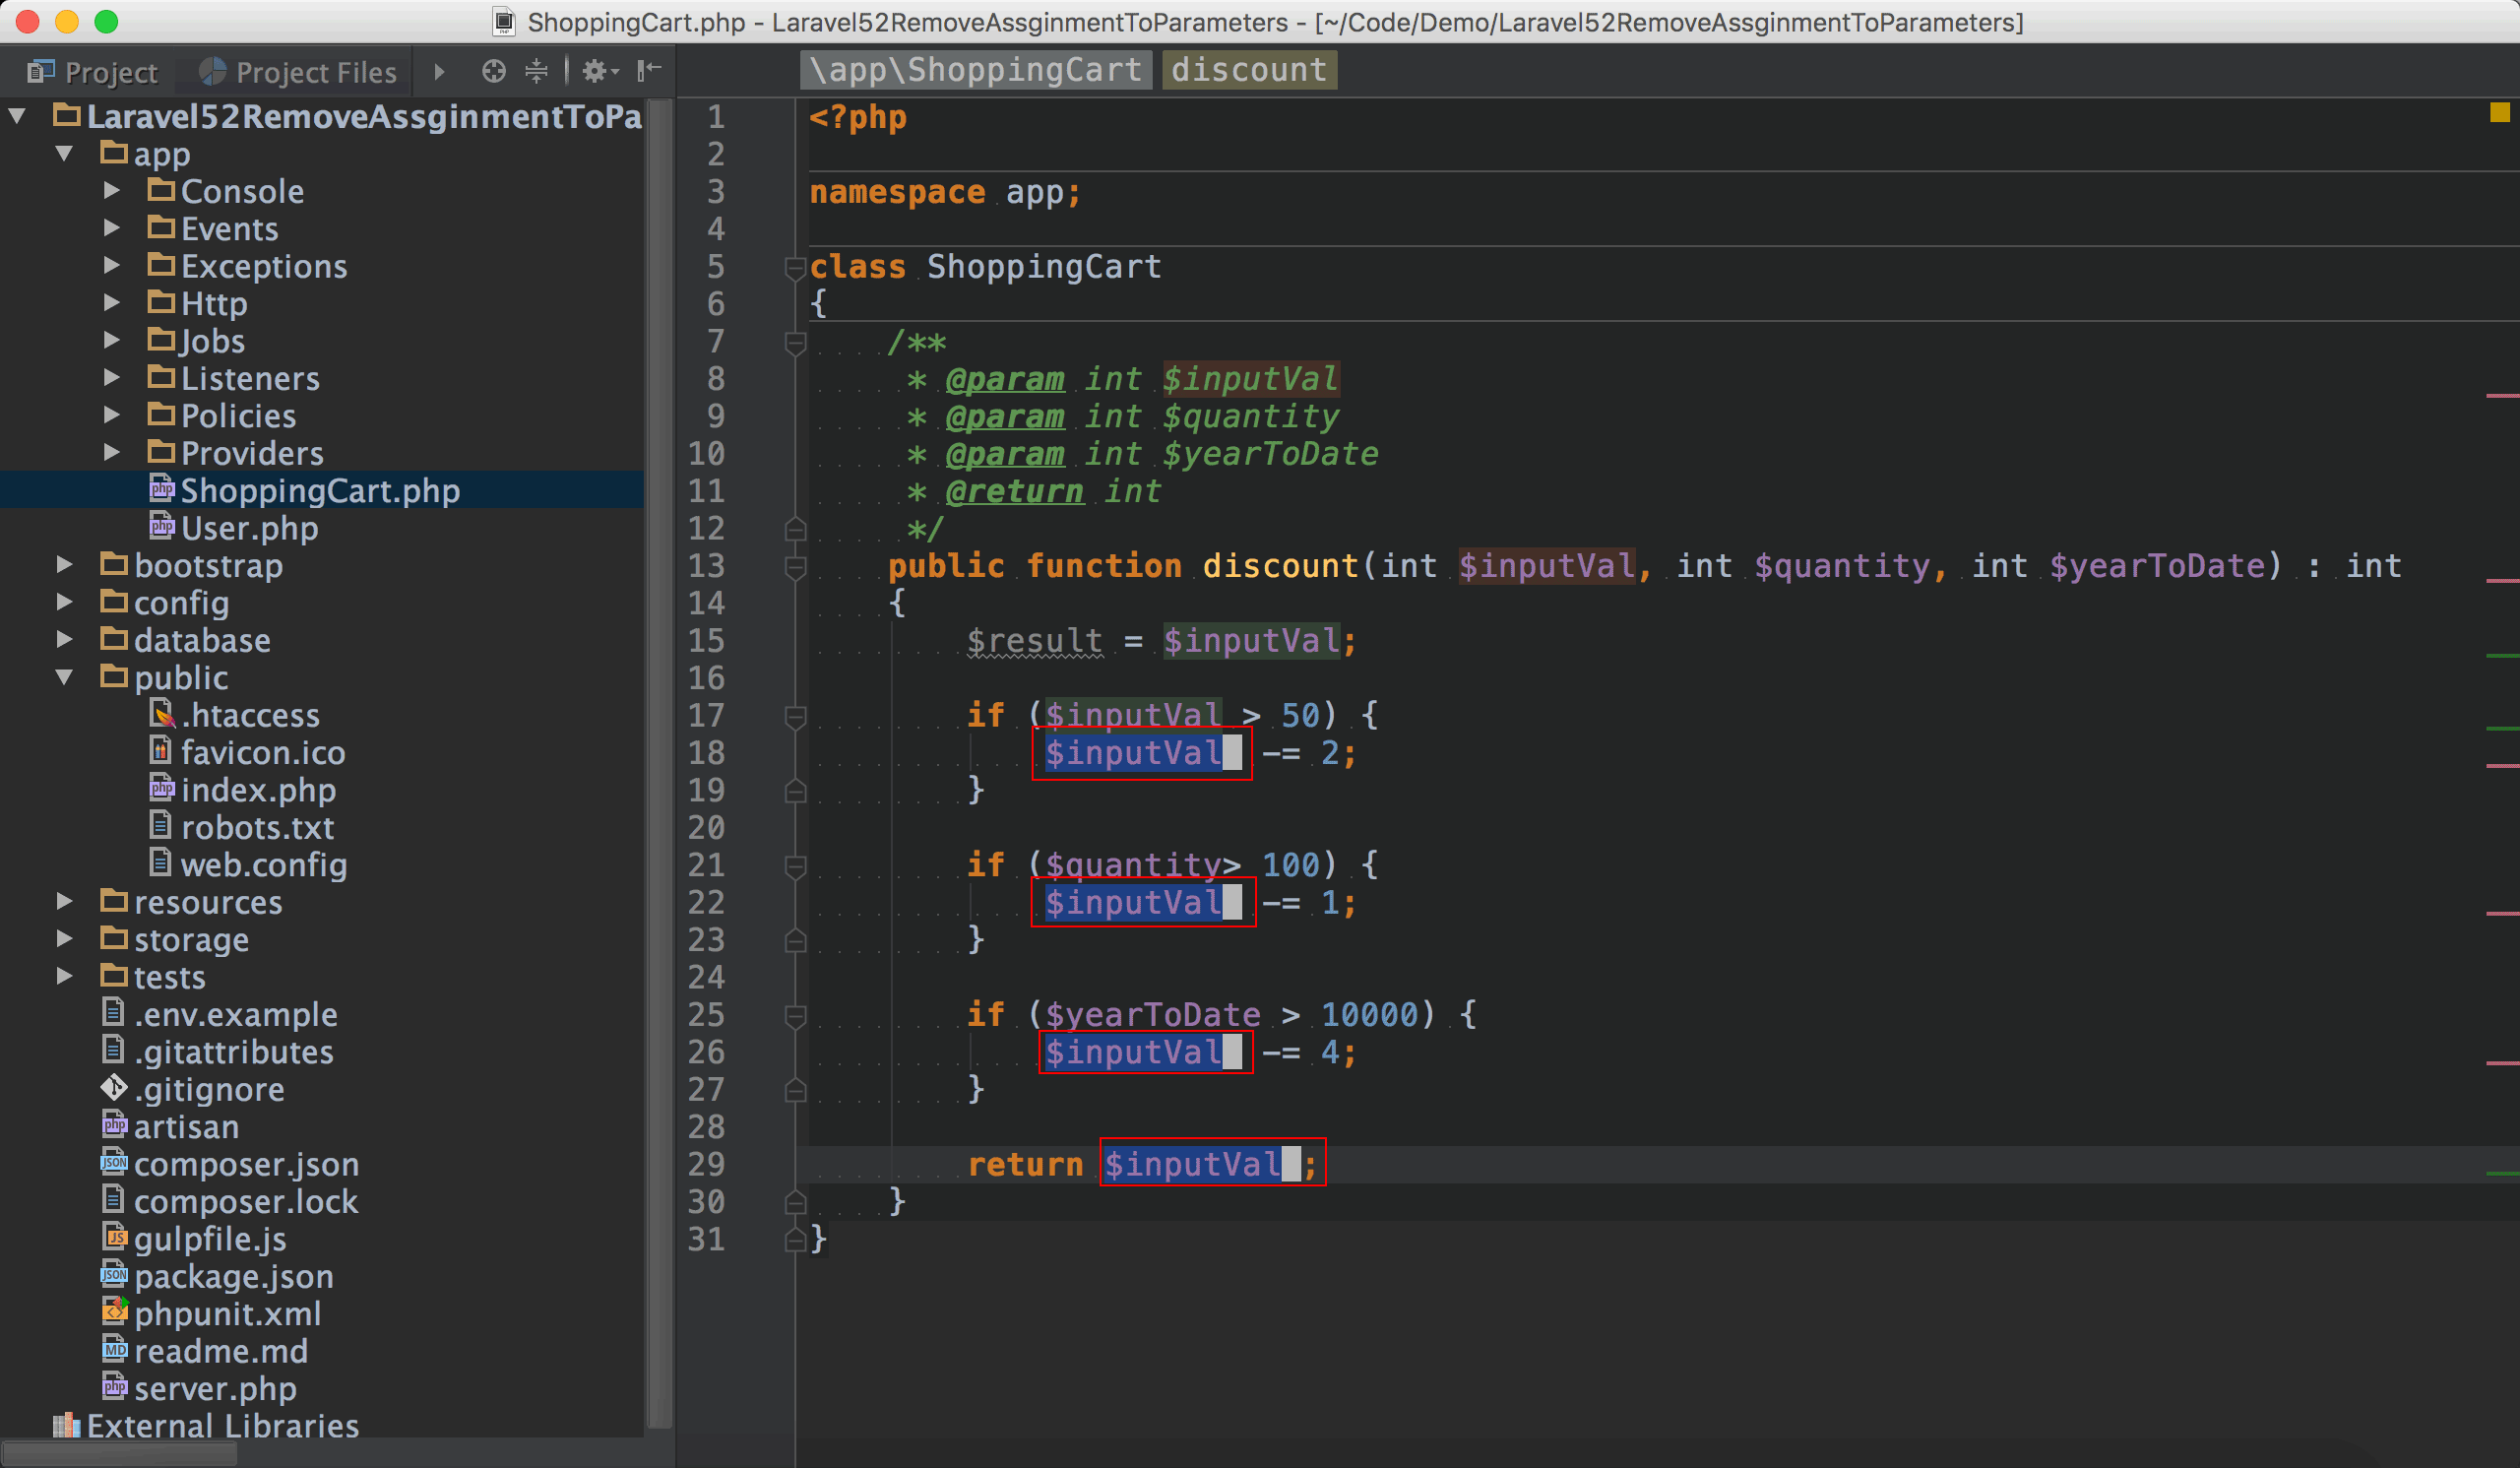 ShoppingCart.php - Laravel52RemoveAssginmentToParameters - [~/Code/Demo/Laravel52RemoveAssginmentToParameters]
Project
Project Files
Laravel52RemoveAssginmentToPa
app
Console
Events
Exceptions
Http
Jobs
Listeners
Policies
Providers
ShoppingCart.php
User.php
bootstrap
config
database
public
.htaccess
favicon.ico
index.php
robots.txt
web.config
resources
storage
tests
.env.example
.gitattributes
.gitignore
artisan
composer.json
composer.lock
gulpfile.js
package.json
phpunit.xml
readme.md
server.php
External Libraries
\app\ShoppingCart discount
1 <?php
2
3 namespace app;
4
5 class ShoppingCart
6 {
7 /**
8 * @param int $inputVal
9 * @param int $quantity
10 * @param int $yearToDate
11 * @return int
12 */
13 public function discount(int $inputVal, int $quantity, int $yearToDate) : int
14 {
15 $result = $inputVal;
16
17 if ($inputVal > 50) {
18 $inputVal -= 2;
19 }
20
21 if ($quantity> 100) {
22 $inputVal -= 1;
23 }
24
25 if ($yearToDate > 10000) {
26 $inputVal -= 4;
27 }
28
29 return $inputVal ;
30 }
31 }